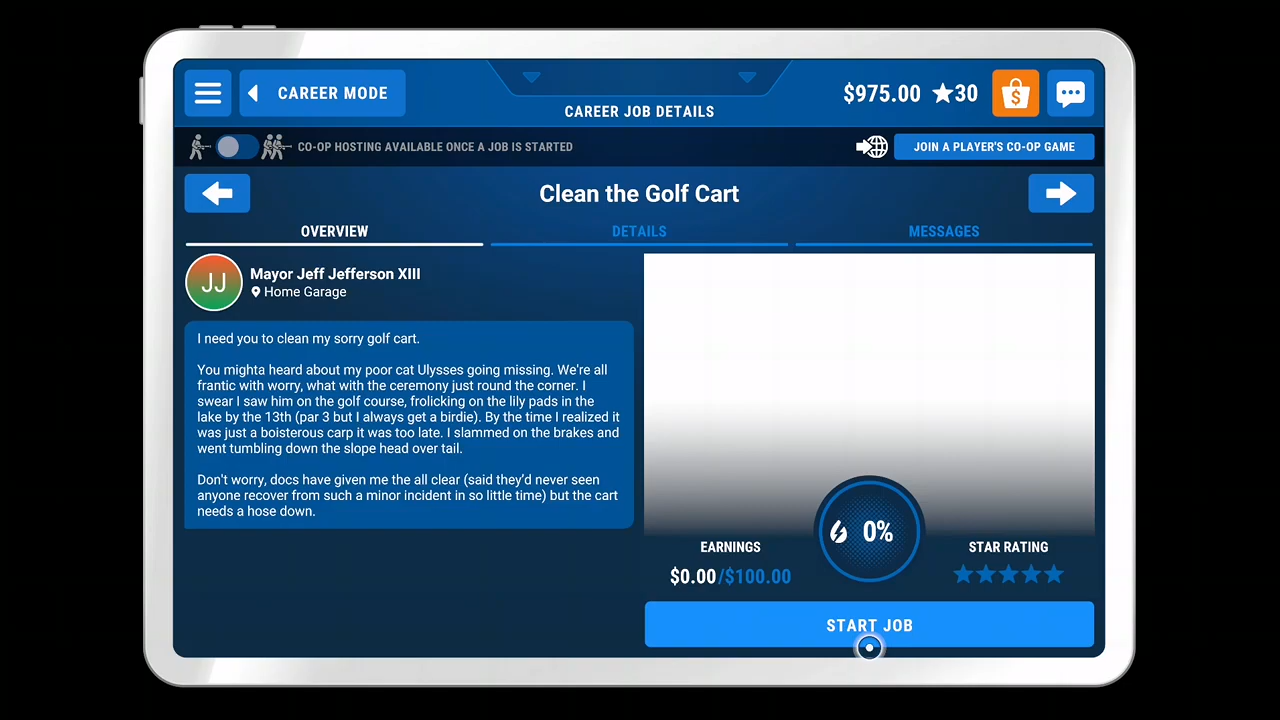 CAREER MODE
CAREER JOB DETAILS
$975.00 ★30
CO-OP HOSTING AVAILABLE ONCE A JOB IS STARTED
JOIN A PLAYER'S CO-OP GAME
Clean the Golf Cart
OVERVIEW
DETAILS
MESSAGES
JJ
Mayor Jeff Jefferson XIII
Home Garage
I need you to clean my sorry golf cart.
You mighta heard about my poor cat Ulysses going missing. We're all
frantic with worry, what with the ceremony just round the corner. I
swear I saw him on the golf course, frolicking on the lily pads in the
lake by the 13th (par 3 but I always get a birdie). By the time I realized it
was just a boisterous carp it was too late. I slammed on the brakes and
went tumbling down the slope head over tail.
Don't worry, docs have given me the all clear (said they'd never seen
anyone recover from such a minor incident in so little time) but the cart
needs a hose down.
0%
EARNINGS
$0.00/$100.00
STAR RATING
START JOB